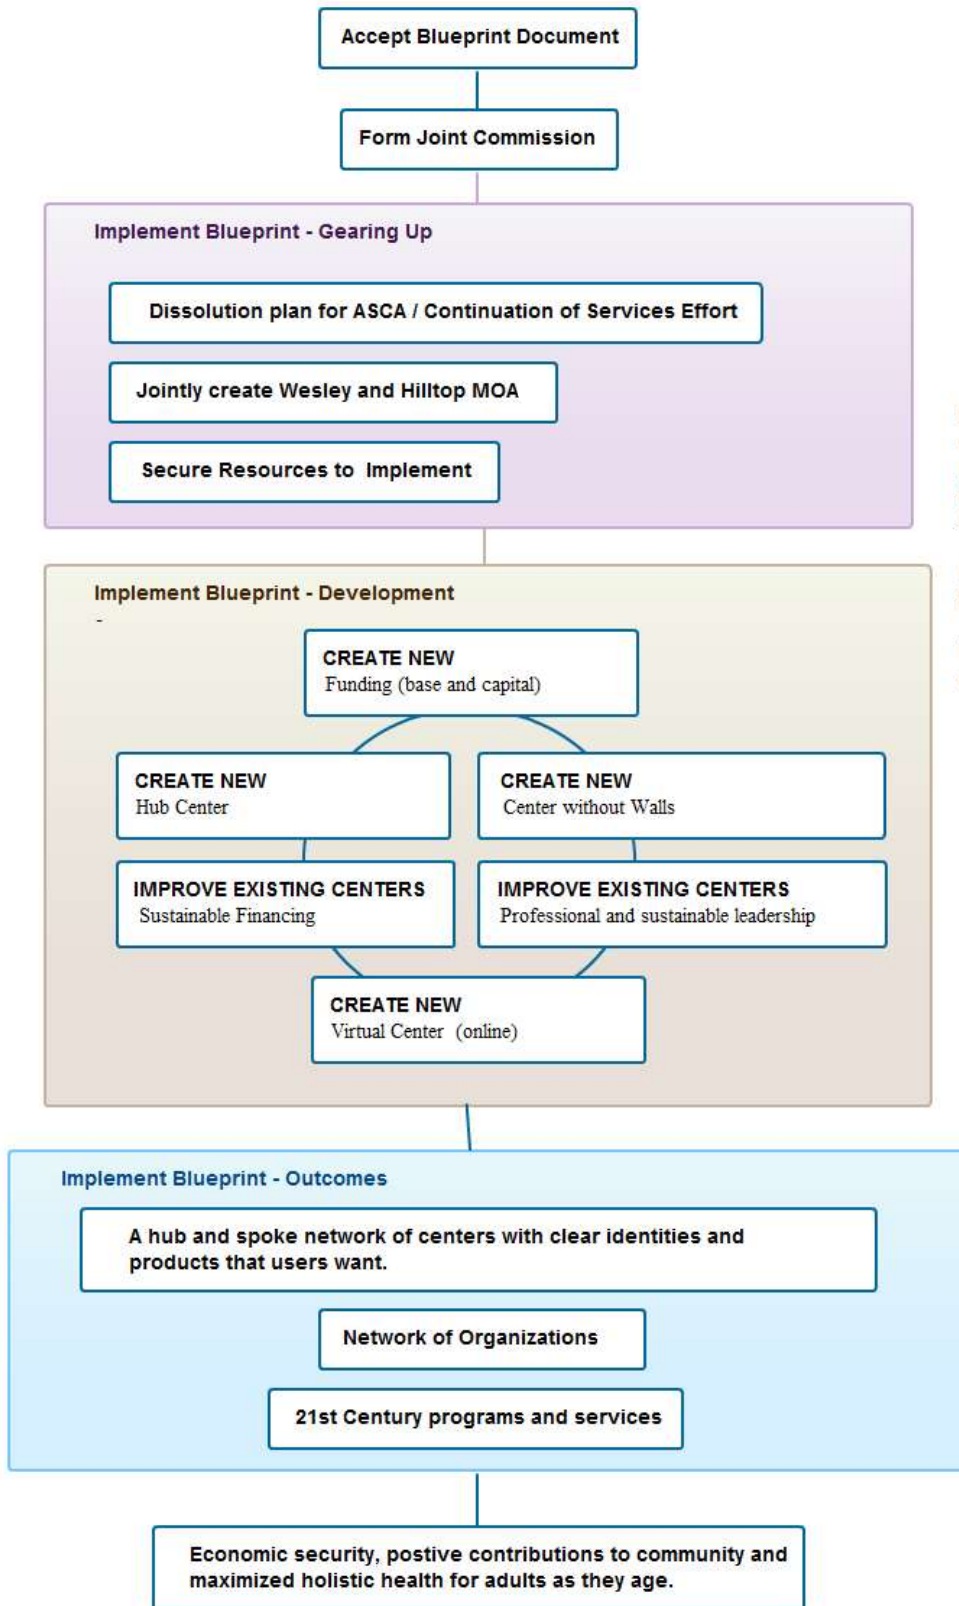 Accept Blueprint Document
Form Joint Commission
Implement Blueprint - Gearing Up
Dissolution plan for ASCA / Continuation of Services Effort
Jointly create Wesley and Hilltop MOA
Secure Resources to Implement
Implement Blueprint - Development
-
CREATE NEW
Funding (base and capital)
CREATE NEW
Hub Center
CREATE NEW
Center without Walls
IMPROVE EXISTING CENTERS
Sustainable Financing
IMPROVE EXISTING CENTERS
Professional and sustainable leadership
CREATE NEW
Virtual Center (online)
Implement Blueprint - Outcomes
A hub and spoke network of centers with clear identities and
products that users want.
Network of Organizations
21st Century programs and services
Economic security, postive contributions to community and
maximized holistic health for adults as they age.